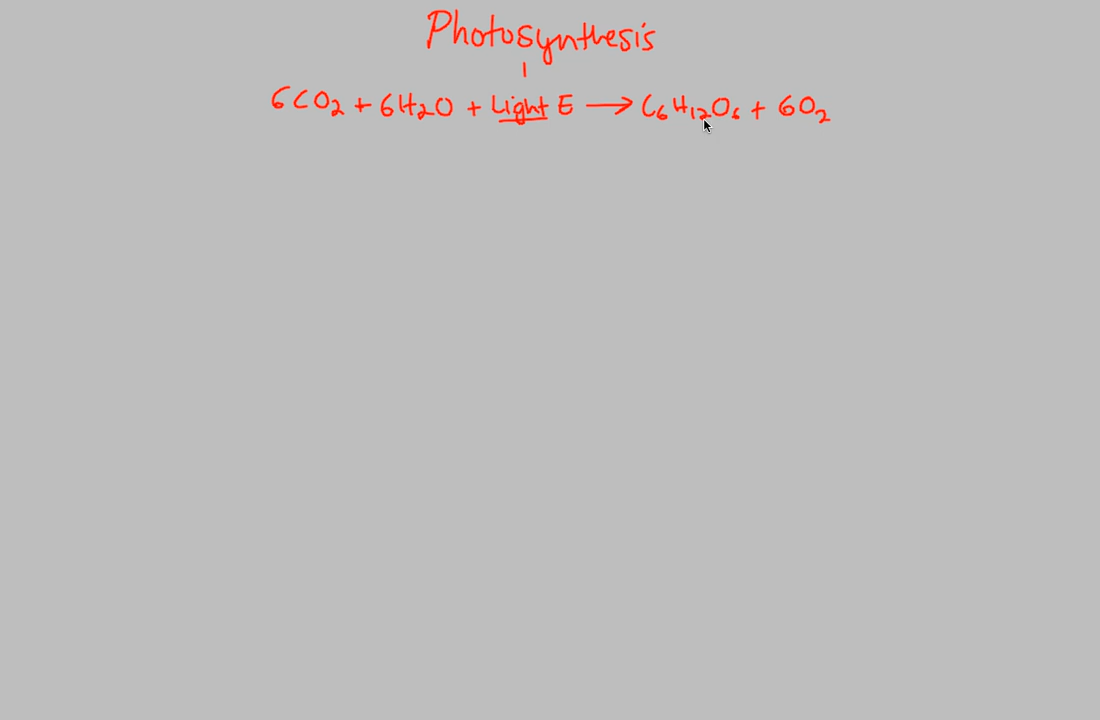 Photosynthesis
6CO₂ + 6H₂O + Light E → C₆H₁₂O₆ + 6O₂